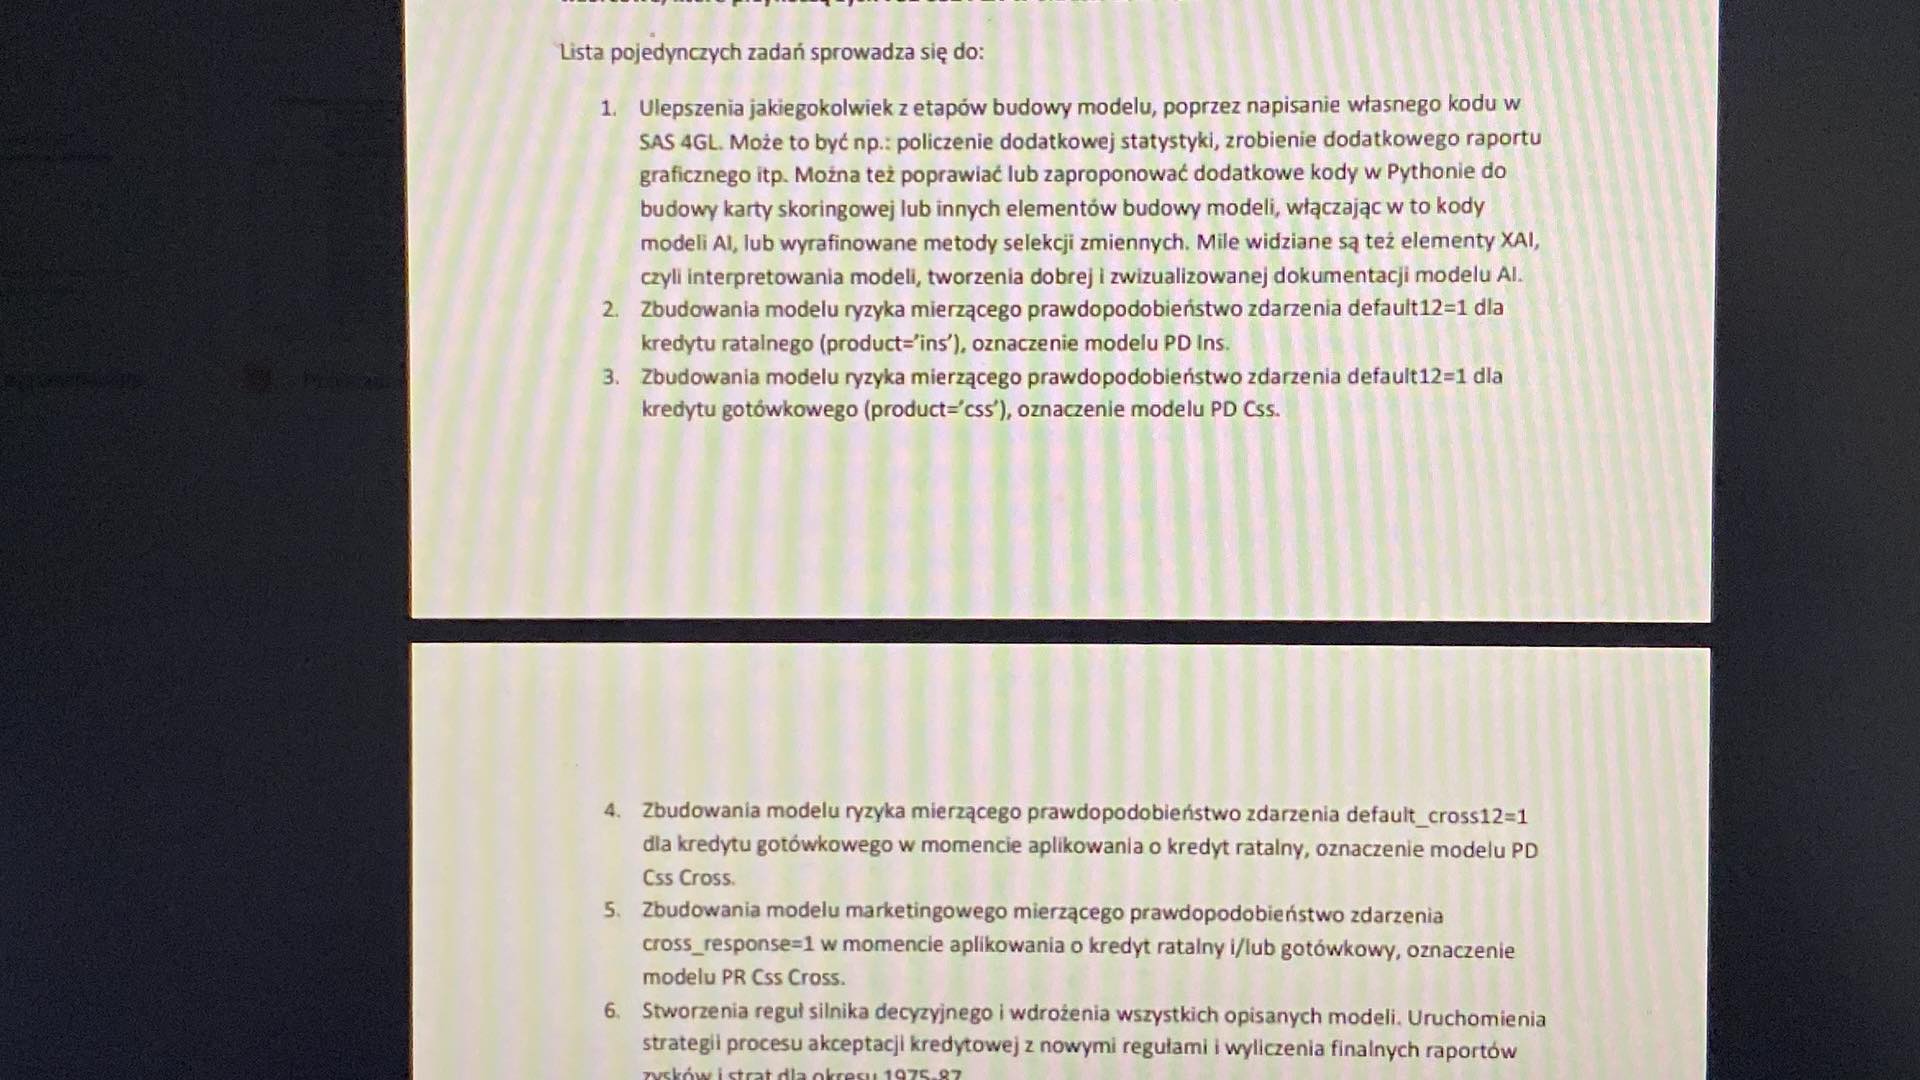 Lista pojedynczych zadań sprowadza się do:
1. Ulepszenia jakiegokolwiek z etapów budowy modelu, poprzez napisanie własnego kodu w
SAS 4GL. Może to być np.: policzenie dodatkowej statystyki, zrobienie dodatkowego raportu
graficznego itp. Można też poprawiać lub zaproponować dodatkowe kody w Pythonie do
budowy karty skoringowej lub innych elementów budowy modeli, włączając w to kody
modeli AI, lub wyrafinowane metody selekcji zmiennych. Mile widziane są też elementy XAI,
czyli interpretowania modeli, tworzenia dobrej i zwizualizowanej dokumentacji modelu AI.
2. Zbudowania modelu ryzyka mierzącego prawdopodobieństwo zdarzenia default12=1 dla
kredytu ratalnego (product='ins'), oznaczenie modelu PD Ins.
3. Zbudowania modelu ryzyka mierzącego prawdopodobieństwo zdarzenia default12=1 dla
kredytu gotówkowego (product='css'), oznaczenie modelu PD Css.
4. Zbudowania modelu ryzyka mierzącego prawdopodobieństwo zdarzenia default_cross12=1
dla kredytu gotówkowego w momencie aplikowania o kredyt ratalny, oznaczenie modelu PD
Css Cross.
5. Zbudowania modelu marketingowego mierzącego prawdopodobieństwo zdarzenia
cross_response=1 w momencie aplikowania o kredyt ratalny i/lub gotówkowy, oznaczenie
modelu PR Css Cross.
6. Stworzenia reguł silnika decyzyjnego i wdrożenia wszystkich opisanych modeli. Uruchomienia
strategii procesu akceptacji kredytowej z nowymi regułami i wyliczenia finalnych raportów
zysków i strat dla okresu 1975-87